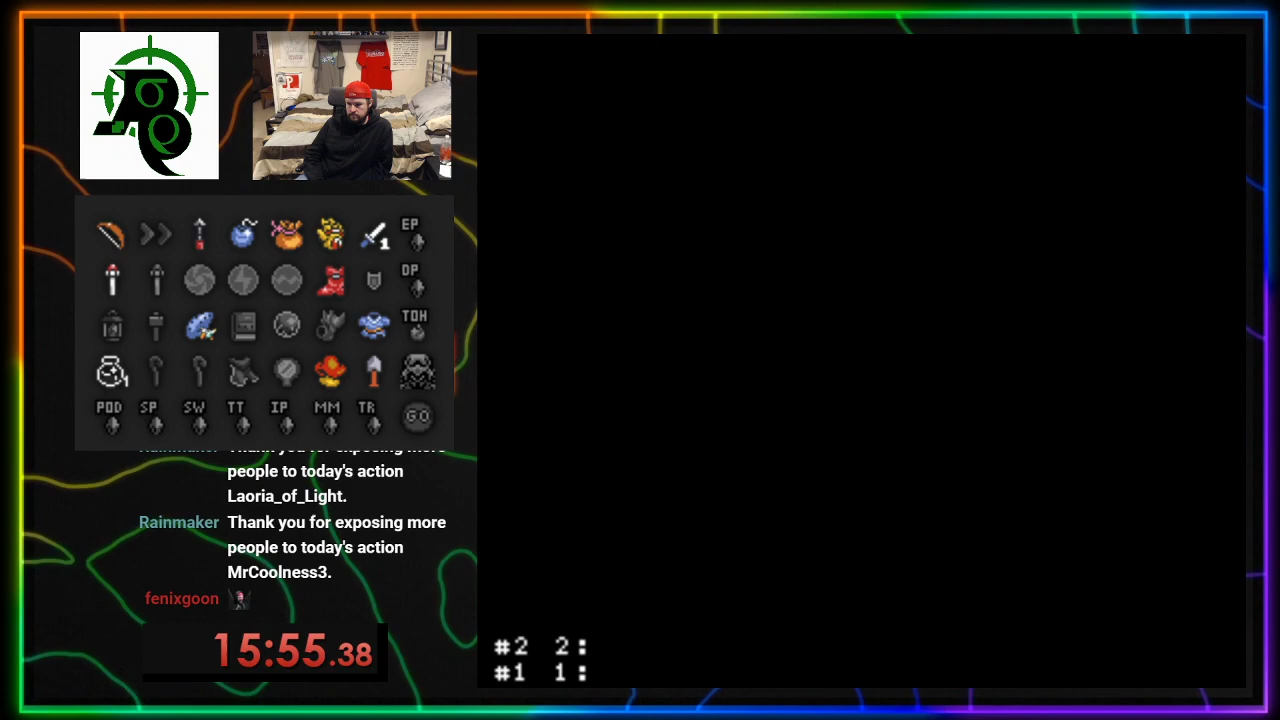 EP
1
DP
TOH
POD SP SW TT IP MM TR GO
people to today's action
Laoria_of_Light.
Rainmaker Thank you for exposing more
people to today's action
MrCoolness3.
fenixgoon
15:55.38
#2 2:
#1 1: